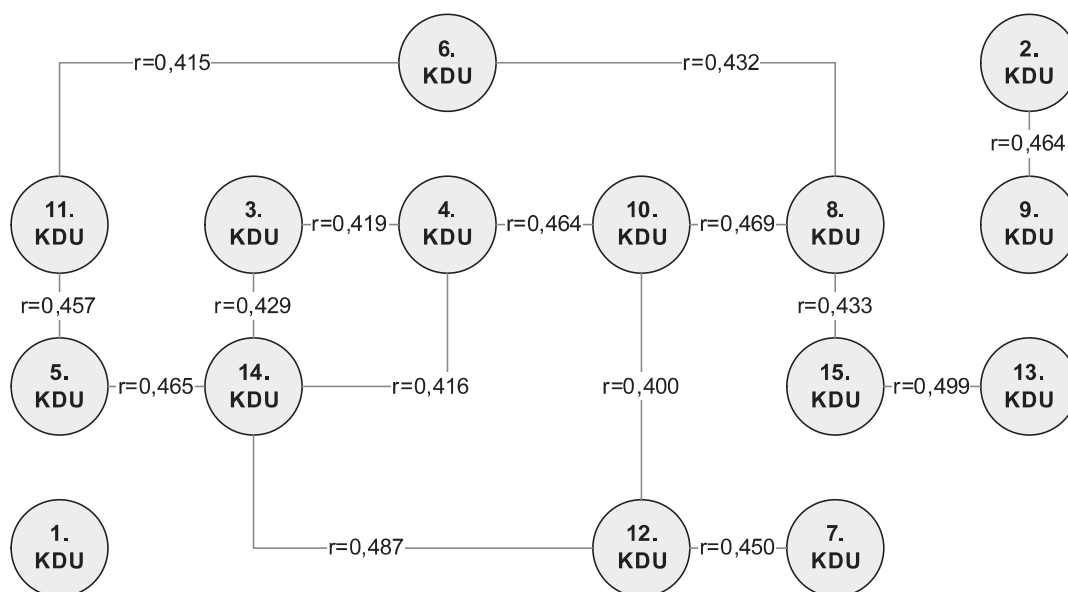 6.
KDU
2.
KDU
r=0,415
r=0,432
r=0,464
11.
KDU
3.
KDU
r=0,419
4.
KDU
r=0,464
10.
KDU
r=0,469
8.
KDU
9.
KDU
r=0,457
r=0,429
r=0,433
5.
KDU
r=0,465
14.
KDU
r=0,416
r=0,400
15.
KDU
r=0,499
13.
KDU
1.
KDU
r=0,487
12.
KDU
r=0,450
7.
KDU